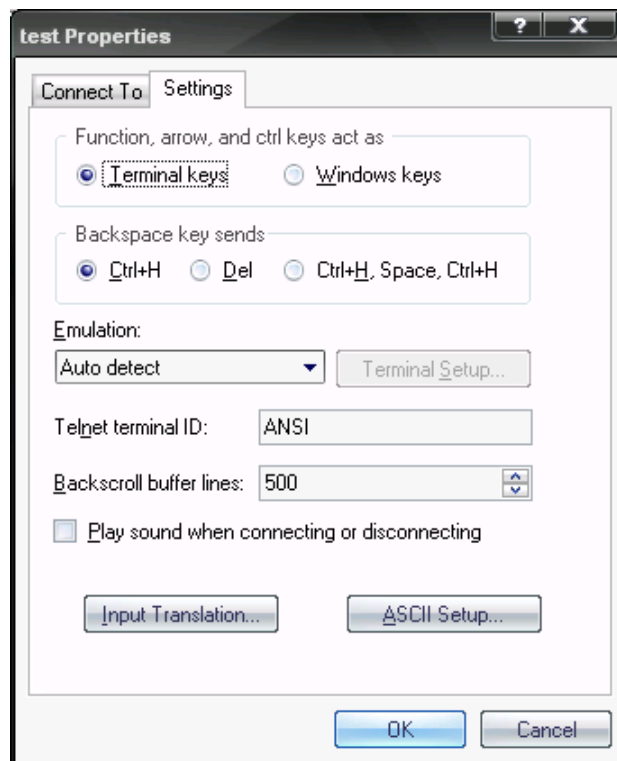 test Properties
? X
Connect To Settings
Function, arrow, and ctrl keys act as
Terminal keys Windows keys
Backspace key sends
Ctrl+H Del Ctrl+H, Space, Ctrl+H
Emulation:
Auto detect Terminal Setup...
Telnet terminal ID: ANSI
Backscroll buffer lines: 500
Play sound when connecting or disconnecting
Input Translation... ASCII Setup...
OK Cancel